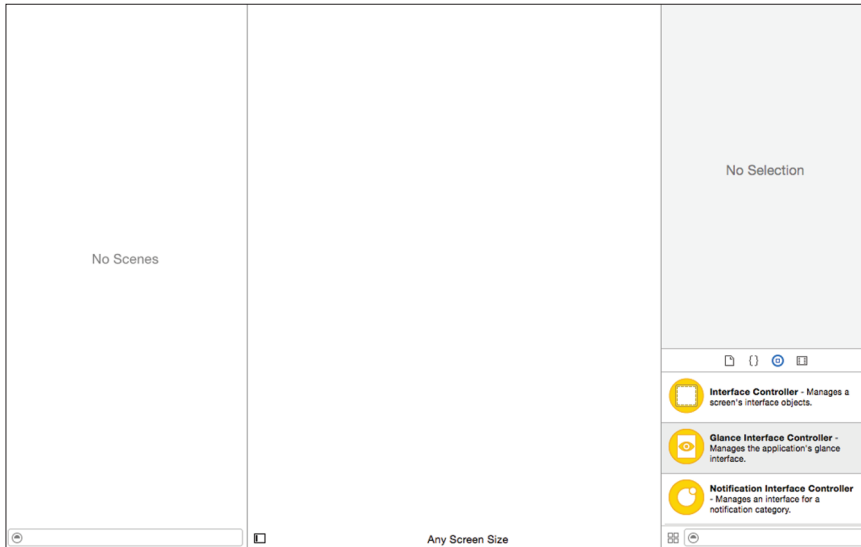 No Scenes
Any Screen Size
No Selection
{}
Interface Controller - Manages a
screen's interface objects.
Glance Interface Controller -
Manages the application's glance
interface.
Notification Interface Controller
- Manages an interface for a
notification category.